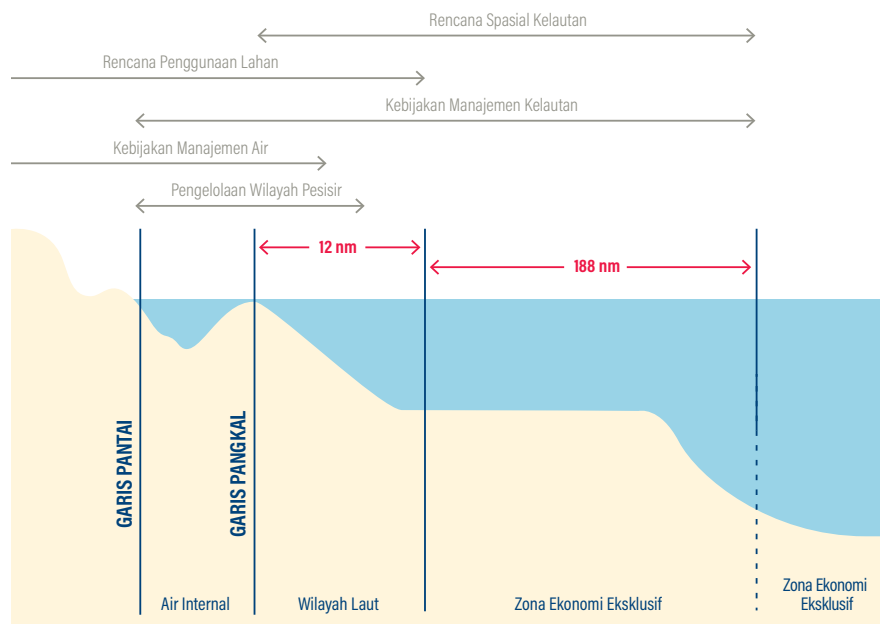 Rencana Spasial Kelautan
Rencana Penggunaan Lahan
Kebijakan Manajemen Kelautan
Kebijakan Manajemen Air
Pengelolaan Wilayah Pesisir
12 nm
188 nm
GARIS PANTAI
GARIS PANGKAL
Air Internal
Wilayah Laut
Zona Ekonomi Eksklusif
Zona Ekonomi
Eksklusif